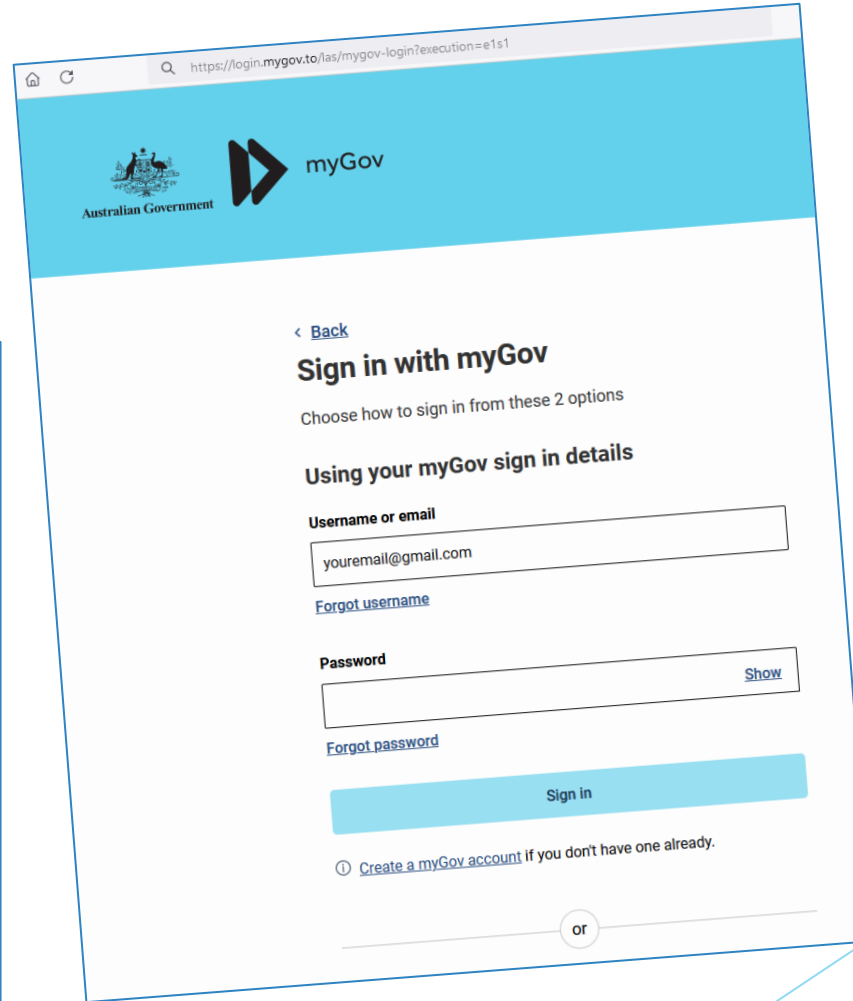 https://login.mygov.to/las/mygov-login?execution=e1s1
Australian Government
myGov
< Back
Sign in with myGov
Choose how to sign in from these 2 options
Using your myGov sign in details
Username or email
youremail@gmail.com
Forgot username
Password
Show
Forgot password
Sign in
Create a myGov account if you don't have one already.
or